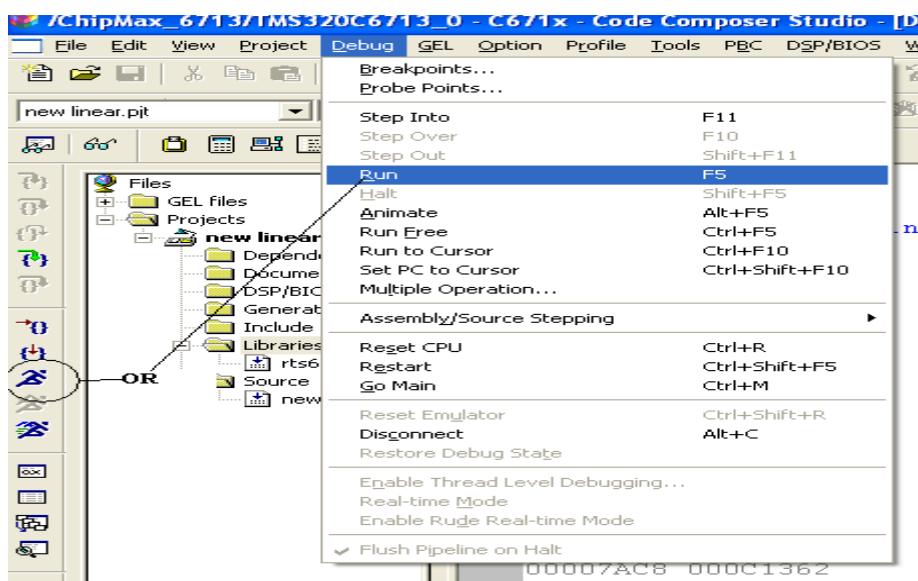 /ChipMax_6713/TMS320C6713_0 - C671x - Code Composer Studio - [D
File Edit View Project Debug GEL Option Profile Tools PBC DSP/BIOS W
new linear.pjt
Files
GEL files
Projects
new linear
Depend
Docume
DSP/BIO
Generat
Include
Libraries
rts6
Source
new
OR
Breakpoints...
Probe Points...
Step Into F11
Step Over F10
Step Out Shift+F11
Run F5
Halt Shift+F5
Animate Alt+F5
Run Free Ctrl+F5
Run to Cursor Ctrl+F10
Set PC to Cursor Ctrl+Shift+F10
Multiple Operation...
Assembly/Source Stepping
Reset CPU Ctrl+R
Restart Ctrl+Shift+F5
Go Main Ctrl+M
Reset Emulator Ctrl+Shift+R
Disconnect Alt+C
Restore Debug State
Enable Thread Level Debugging...
Real-time Mode
Enable Rude Real-time Mode
Flush Pipeline on Halt
.n
00007AC8 000C1362